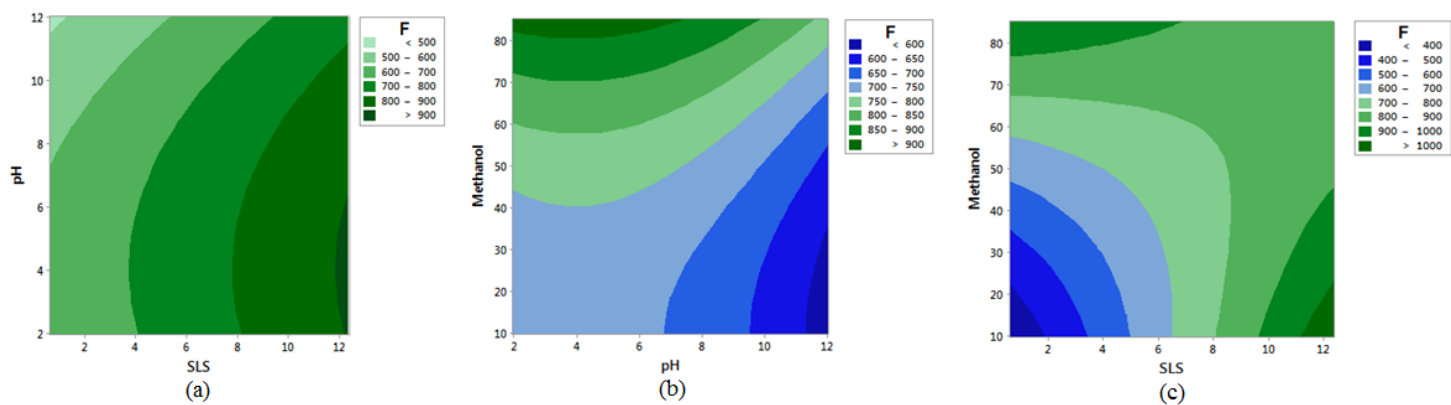 F
< 500
500 – 600
600 – 700
700 – 800
800 – 900
> 900
12
10
8
6
4
2
pH
2
4
6
8
10
12
SLS
(a)
F
< 600
600 – 650
650 – 700
700 – 750
750 – 800
800 – 850
850 – 900
> 900
80
70
60
50
40
30
20
10
Methanol
2
4
6
8
10
12
pH
(b)
F
< 400
400 – 500
500 – 600
600 – 700
700 – 800
800 – 900
900 – 1000
> 1000
80
70
60
50
40
30
20
10
Methanol
2
4
6
8
10
12
SLS
(c)